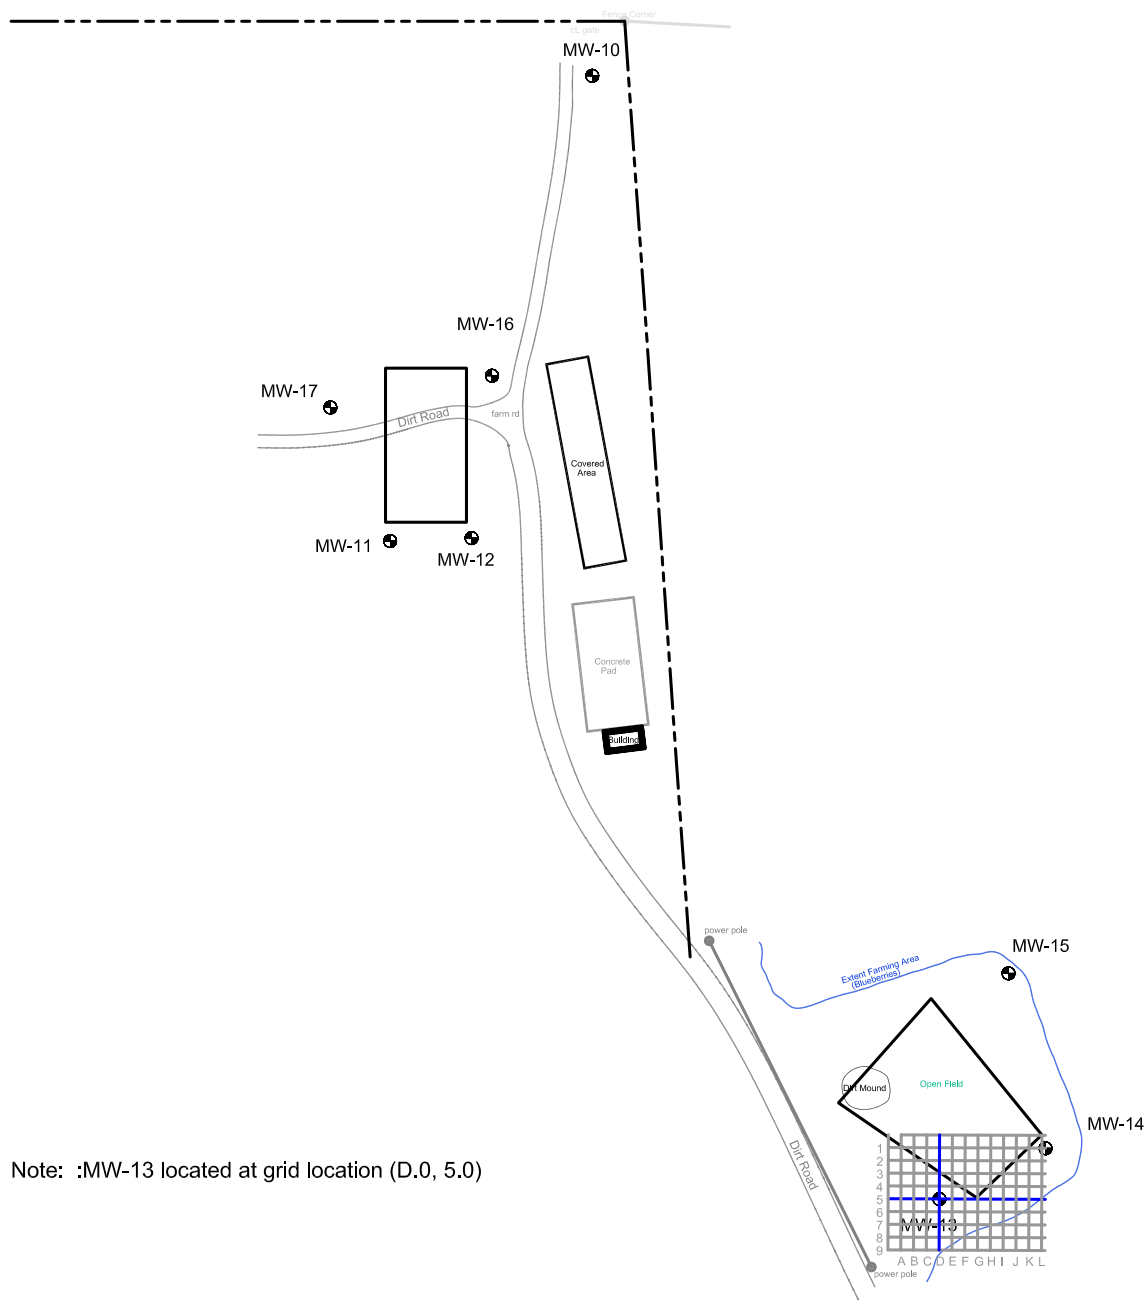 Fence Corner
cL gate
MW-10
MW-16
MW-17
Dirt Road
farm rd
Covered
Area
MW-11
MW-12
Concrete
Pad
Building
power pole
MW-15
Extent Farming Area
(Blueberries)
Dirt Mound
Open Field
MW-14
Dirt Road
Note: :MW-13 located at grid location (D.0, 5.0)
1
2
3
4
5
6
7
8
9
MW-13
A B C D E F G H I J K L
power pole